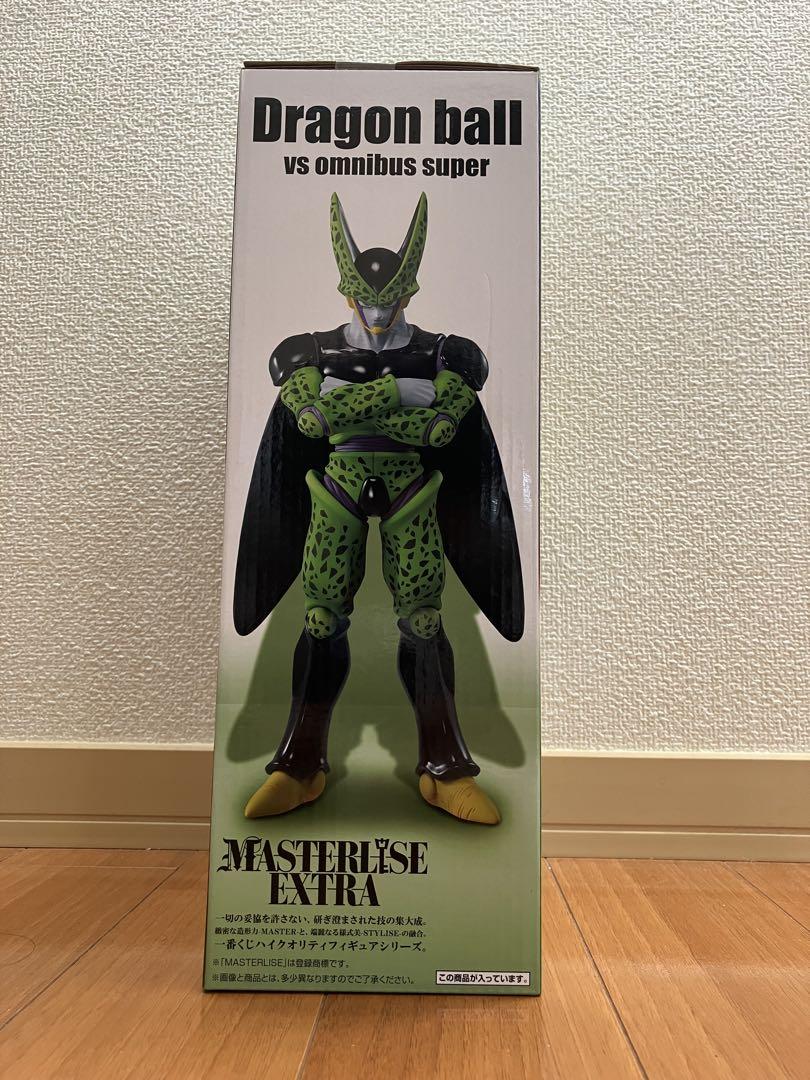 Dragon ball
vs omnibus super
MASTERLISE
EXTRA
一切の妥協を許さない、研ぎ澄まされた技の集大成。
緻密な造形力-MASTER-と、端麗なる様式美-STYLISE-の融合。
一番くじハイクオリティフィギュアシリーズ。
※「MASTERLISE」は登録商標です。
※画像と商品とは、多少異なりますのでご了承ください。
この商品が入っています。